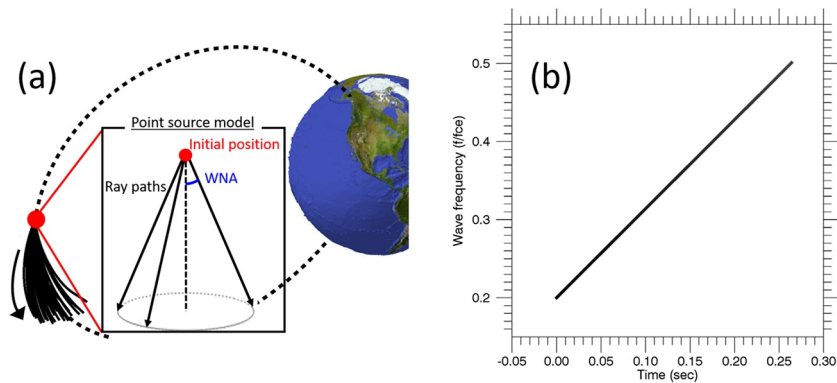 (a)
Point source model
Initial position
WNA
Ray paths
(b)
Wave frequency (f/fce)
0.5
0.4
0.3
0.2
-0.05 0.00 0.05 0.10 0.15 0.20 0.25 0.30
Time (sec)